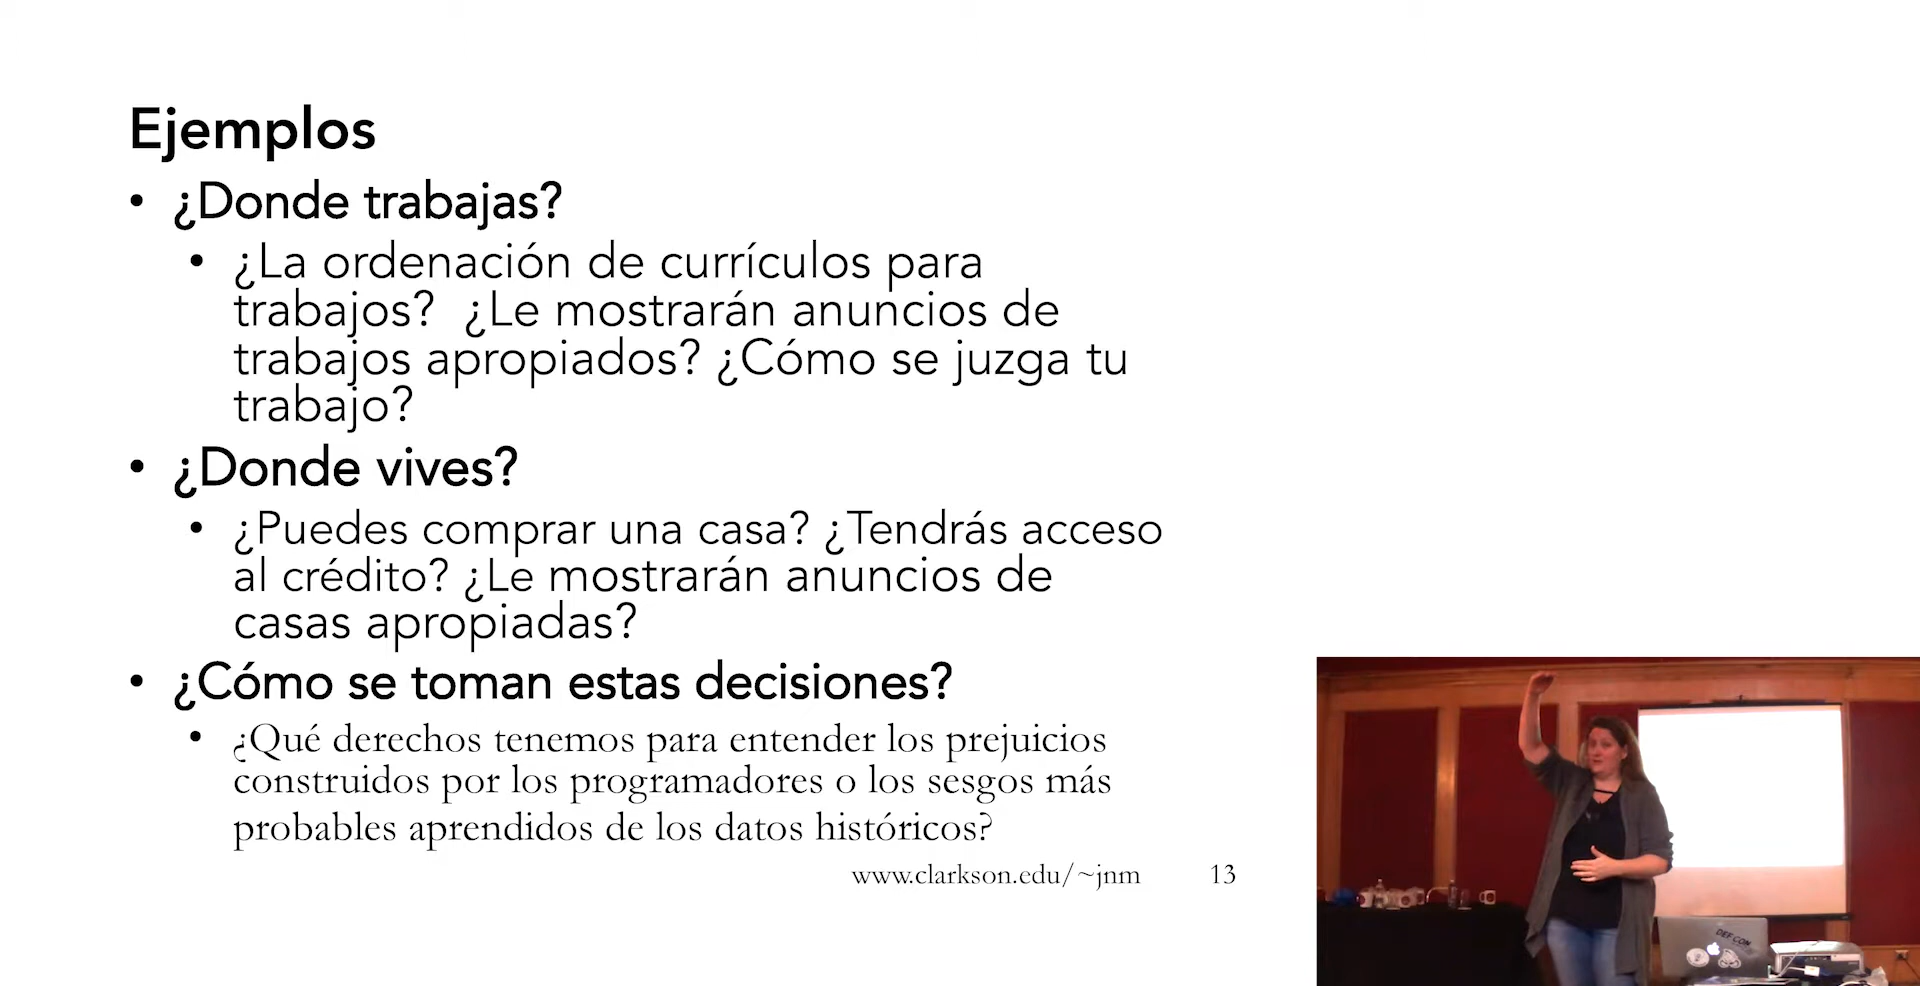 Ejemplos
• ¿Donde trabajas?
• ¿La ordenación de currículos para
trabajos? ¿Le mostrarán anuncios de
trabajos apropiados? ¿Cómo se juzga tu
trabajo?
• ¿Donde vives?
• ¿Puedes comprar una casa? ¿Tendrás acceso
al crédito? ¿Le mostrarán anuncios de
casas apropiadas?
• ¿Cómo se toman estas decisiones?
• ¿Qué derechos tenemos para entender los prejuicios
construidos por los programadores o los sesgos más
probables aprendidos de los datos históricos?
www.clarkson.edu/~jnm 13
DEF CON